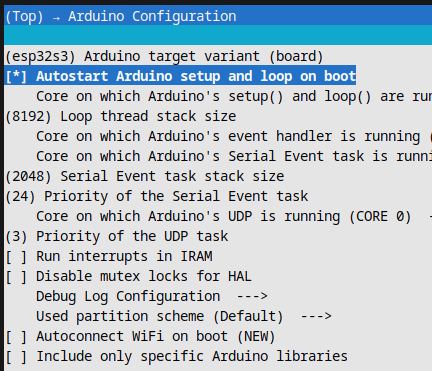 (Top) → Arduino Configuration
(esp32s3) Arduino target variant (board)
[*] Autostart Arduino setup and loop on boot
Core on which Arduino's setup() and loop() are
(8192) Loop thread stack size
Core on which Arduino's event handler is running (
Core on which Arduino's Serial Event task is
(2048) Serial Event task stack size
(24) Priority of the Serial Event task
Core on which Arduino's UDP is running (CORE 0) -
(3) Priority of the UDP task
[ ] Run interrupts in IRAM
[ ] Disable mutex locks for HAL
Debug Log Configuration --->
Used partition scheme (Default) --->
[ ] Autoconnect WiFi on boot (NEW)
[ ] Include only specific Arduino libraries